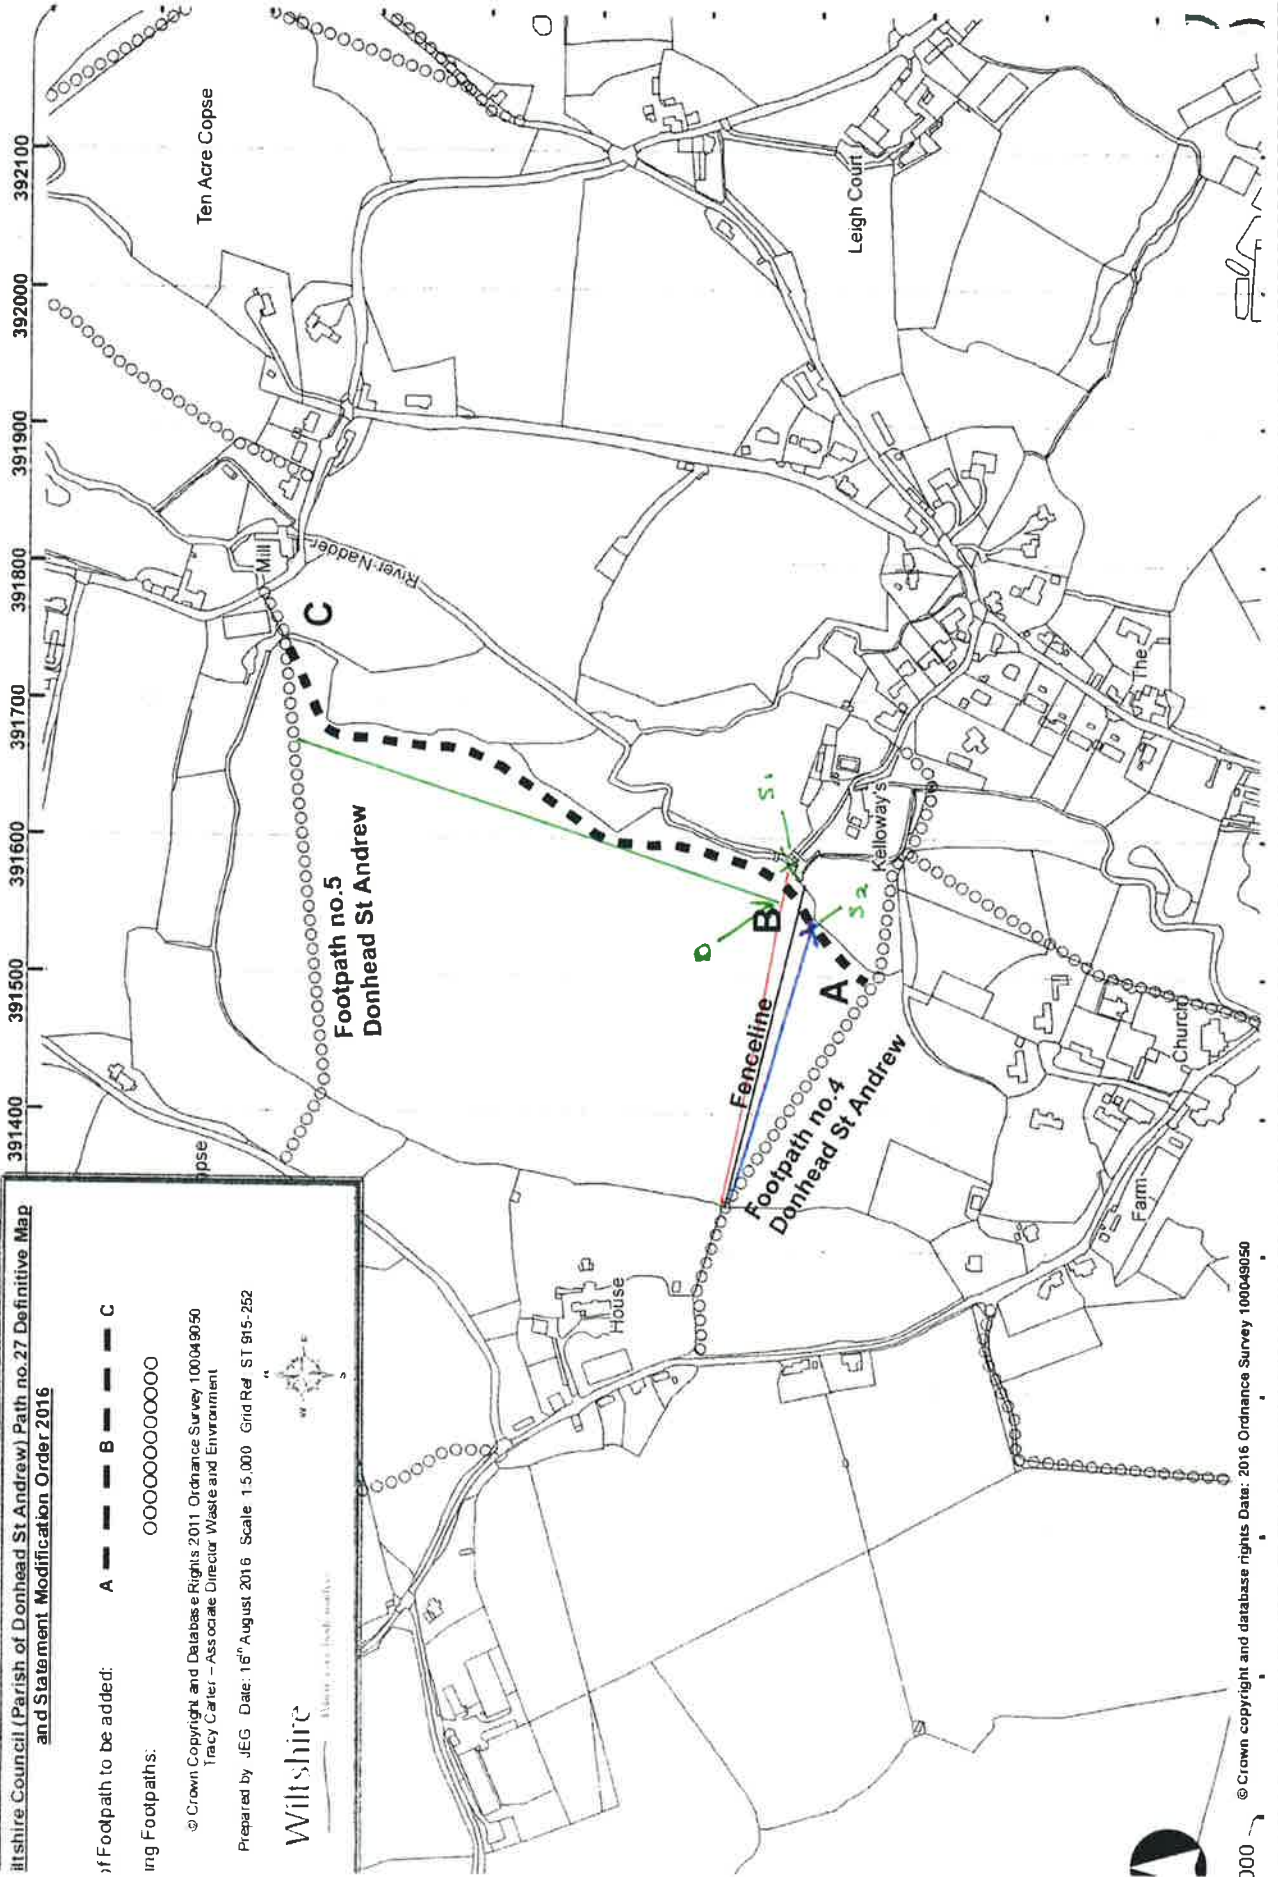 iltshire Council (Parish of Donhead St Andrew) Path no.27 Definitive Map
and Statement Modification Order 2016
of Footpath to be added: A B C
ing Footpaths: OOOOOOOOOOOO
© Crown Copyright and Database Rights 2011 Ordnance Survey 100049050
Tracy Carter – Associate Director Waste and Environment
Prepared by JEG Date: 16th August 2016 Scale 1:5,000 Grid Ref ST 915-252
Wiltshire
N
W E
S
391400 391500 391600 391700 391800 391900 392000 392100
Ten Acre Copse
opse
Mill
C
River Nadder
Footpath no.5
Donhead St Andrew
House
Fenceline
B
D
S1
S2
A
Footpath no.4
Donhead St Andrew
Kelloway's
Leigh Court
The
Church
Farm
000
© Crown copyright and database rights Date: 2016 Ordnance Survey 100049050